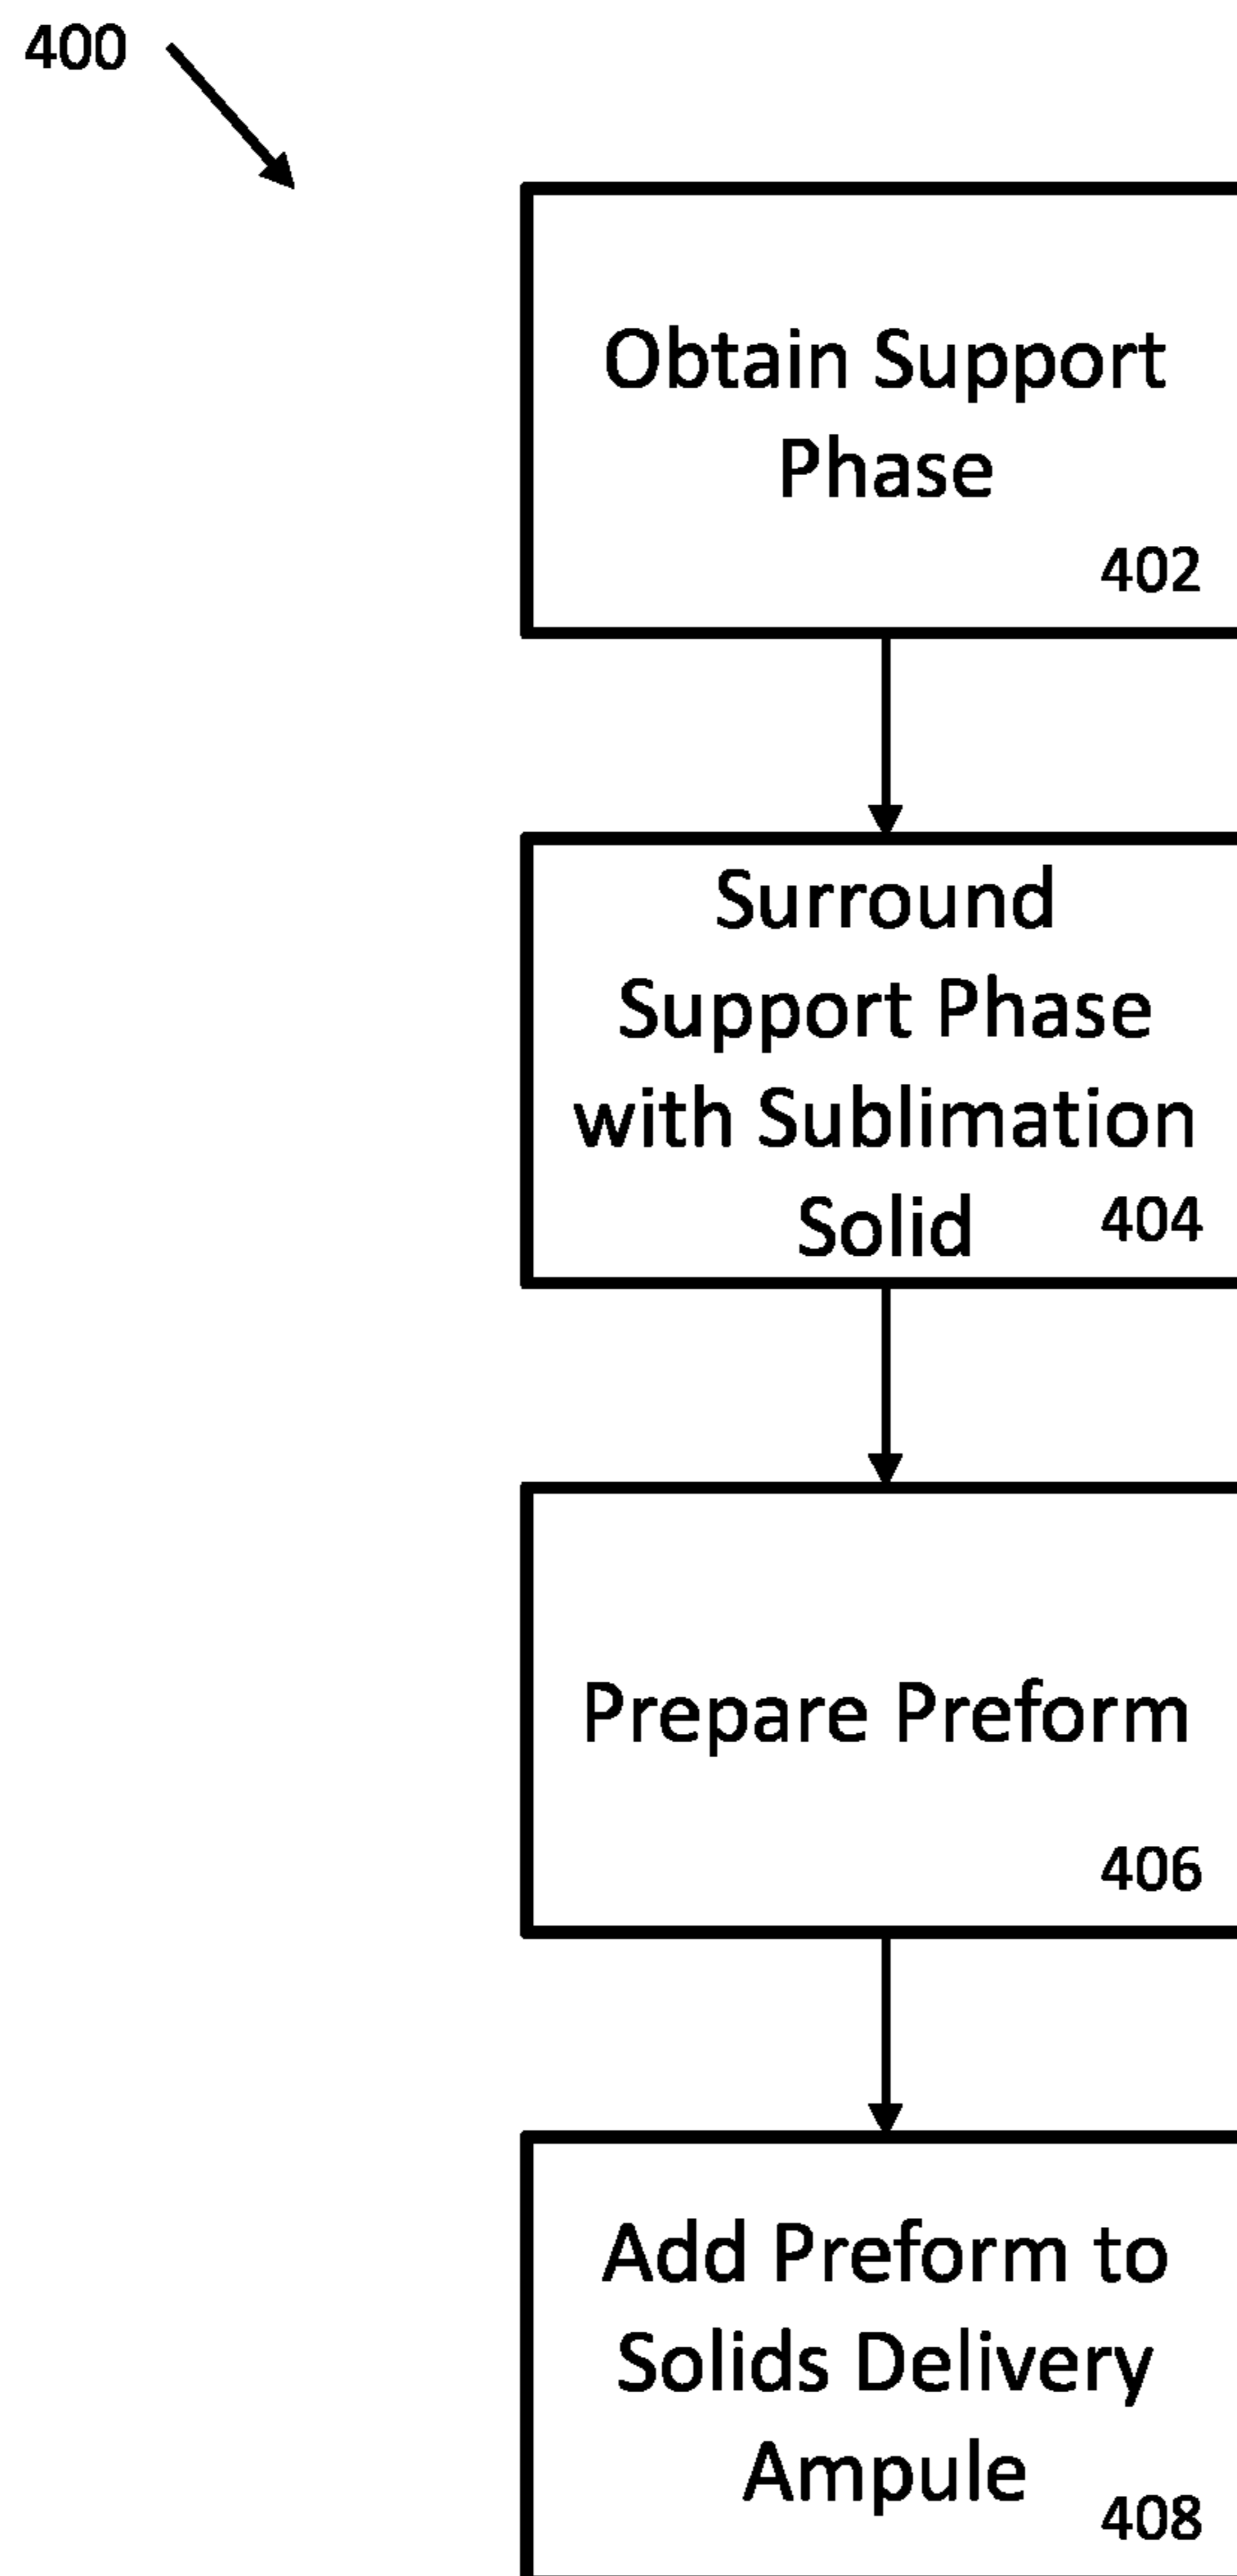 400
Obtain Support
Phase
402
Surround
Support Phase
with Sublimation
Solid 404
Prepare Preform
406
Add Preform to
Solids Delivery
Ampule 408